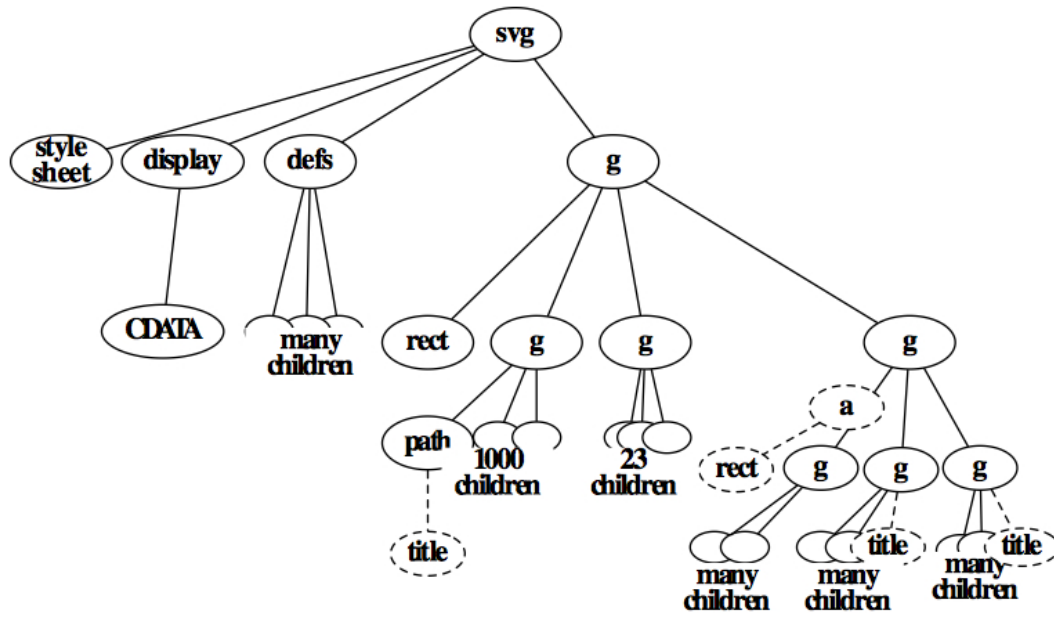 svg
style
sheet
display
defs
g
CDATA
many
children
rect
g
g
g
a
path
1000
children
23
children
rect
g
g
g
title
title
title
many
children
many
children
many
children